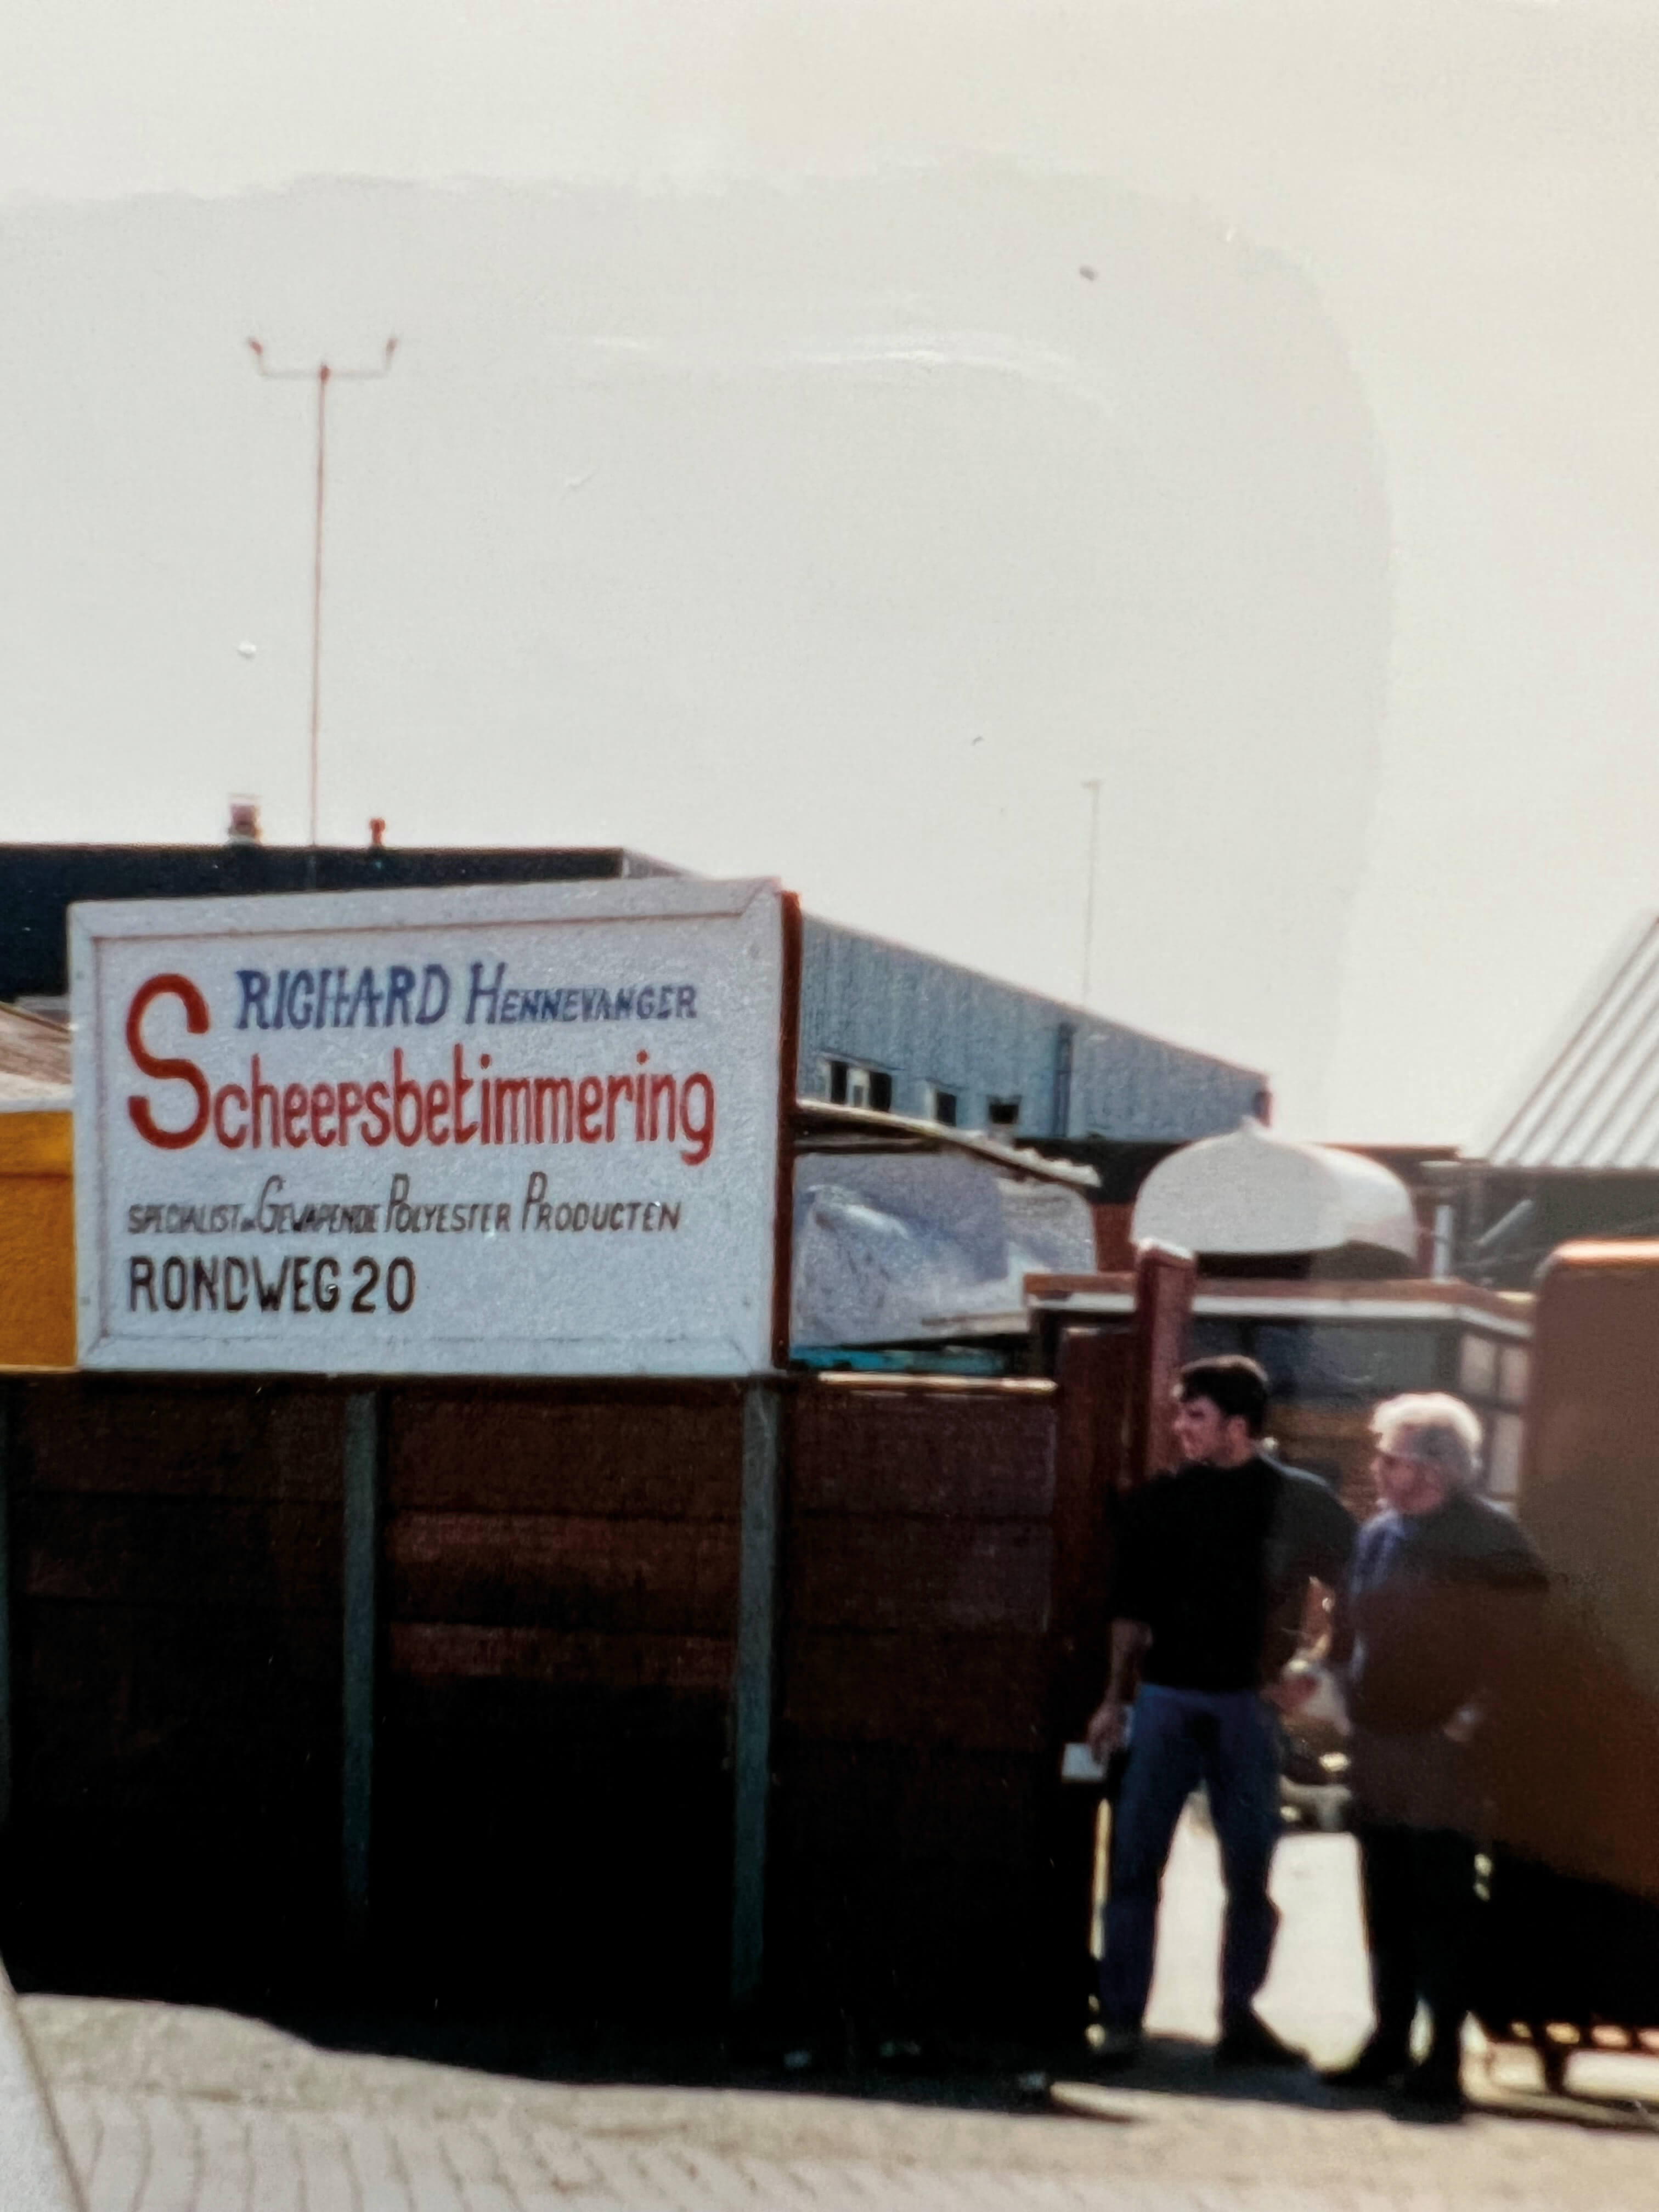 RICHARD HENNEVANGER
Scheepsbetimmering
SPECIALIST in GEWAPENDE POLYESTER PRODUCTEN
RONDWEG 20